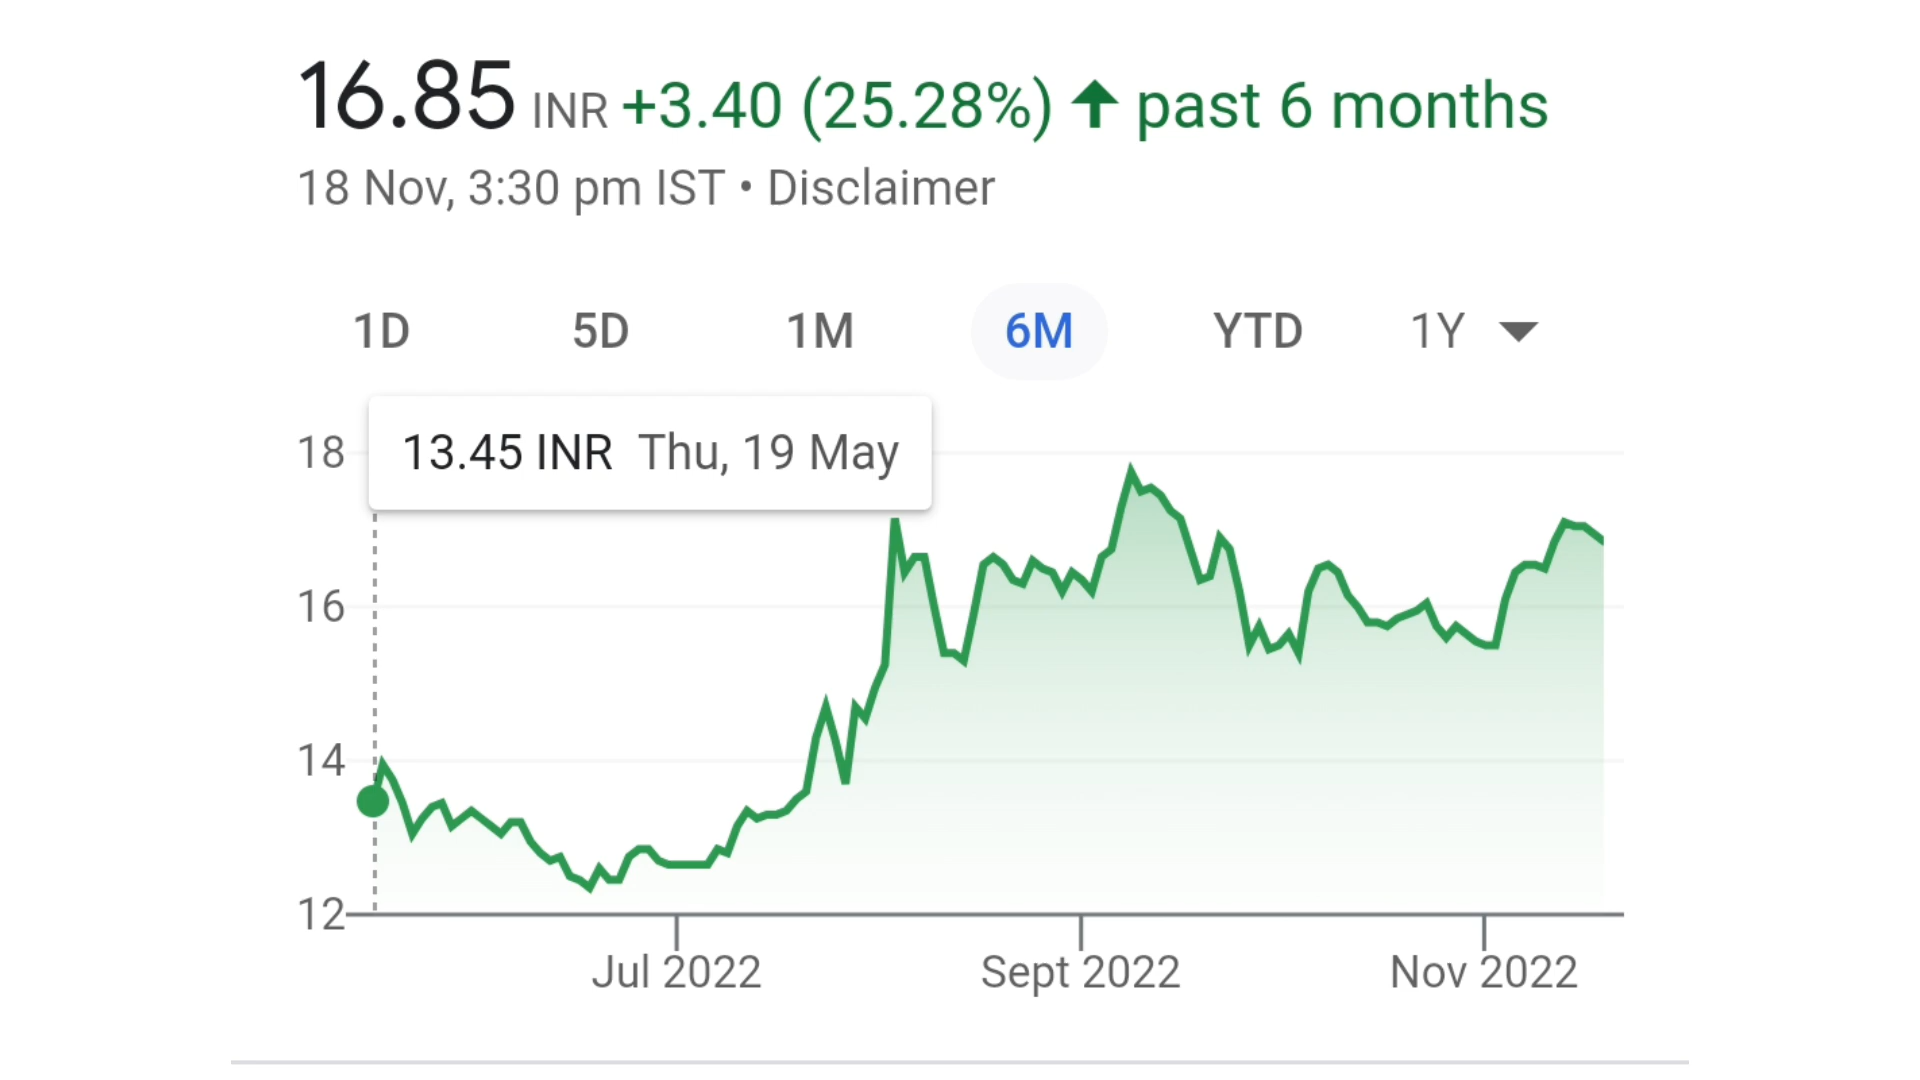 16.85 INR +3.40 (25.28%) ↑ past 6 months
18 Nov, 3:30 pm IST • Disclaimer
1D 5D 1M 6M YTD 1Y
13.45 INR Thu, 19 May
18
16
14
12
Jul 2022 Sept 2022 Nov 2022